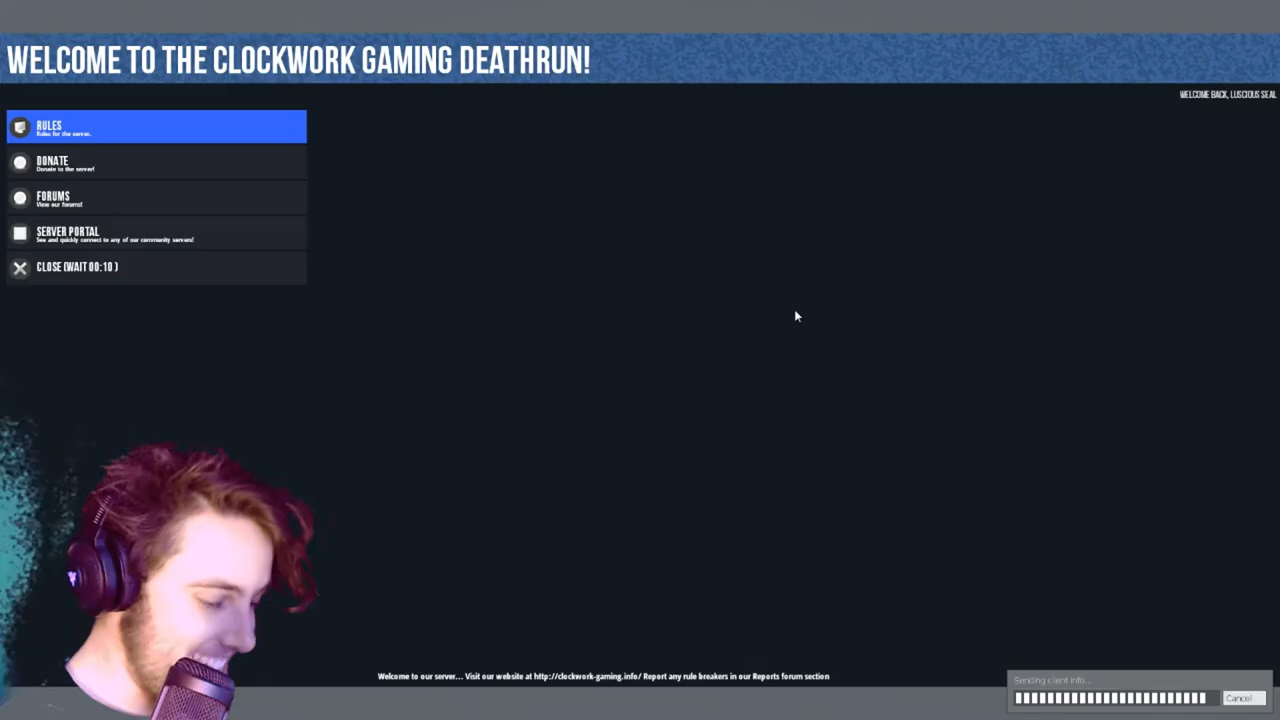 WELCOME TO THE CLOCKWORK GAMING DEATHRUN!
WELCOME BACK, LUSCIOUS SEAL
RULES
Rules for the server.
DONATE
Donate to the server!
FORUMS
View our forums!
SERVER PORTAL
See and quickly connect to any of our community servers!
CLOSE (WAIT 00:10 )
Welcome to our server... Visit our website at http://clockwork-gaming.info/ Report any rule breakers in our Reports forum section
Sending client info...
Cancel